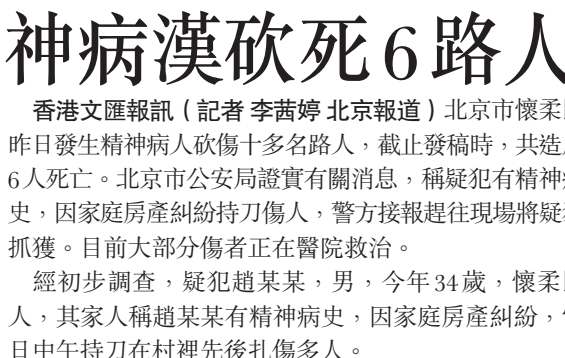 神病漢砍死6路人
香港文匯報訊(記者 李茜婷 北京報道)北京市懷柔
昨日發生精神病人砍傷十多名路人,截止發稿時,共造
6人死亡。北京市公安局證實有關消息,稱疑犯有精神
史,因家庭房產糾紛持刀傷人,警方接報趕往現場將疑
抓獲。目前大部分傷者正在醫院救治。
經初步調查,疑犯趙某某,男,今年34歲,懷柔
人,其家人稱趙某某有精神病史,因家庭房產糾紛,
日中午持刀在村裡先後扎傷多人。